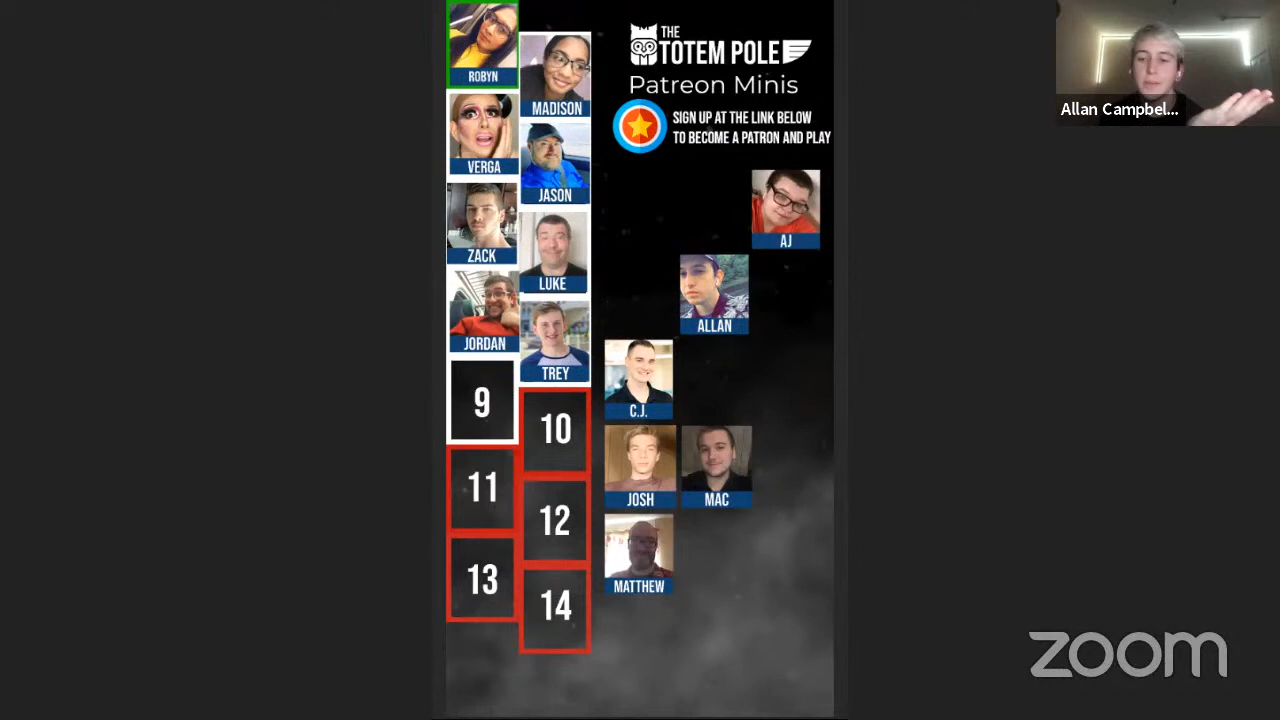 THE
TOTEM POLE
Patreon Minis
SIGN UP AT THE LINK BELOW
TO BECOME A PATRON AND PLAY
ROBYN
MADISON
VERGA
JASON
ZACK
LUKE
JORDAN
TREY
9
10
11
12
13
14
AJ
ALLAN
C.J.
JOSH
MAC
MATTHEW
Allan Campbel...
zoom